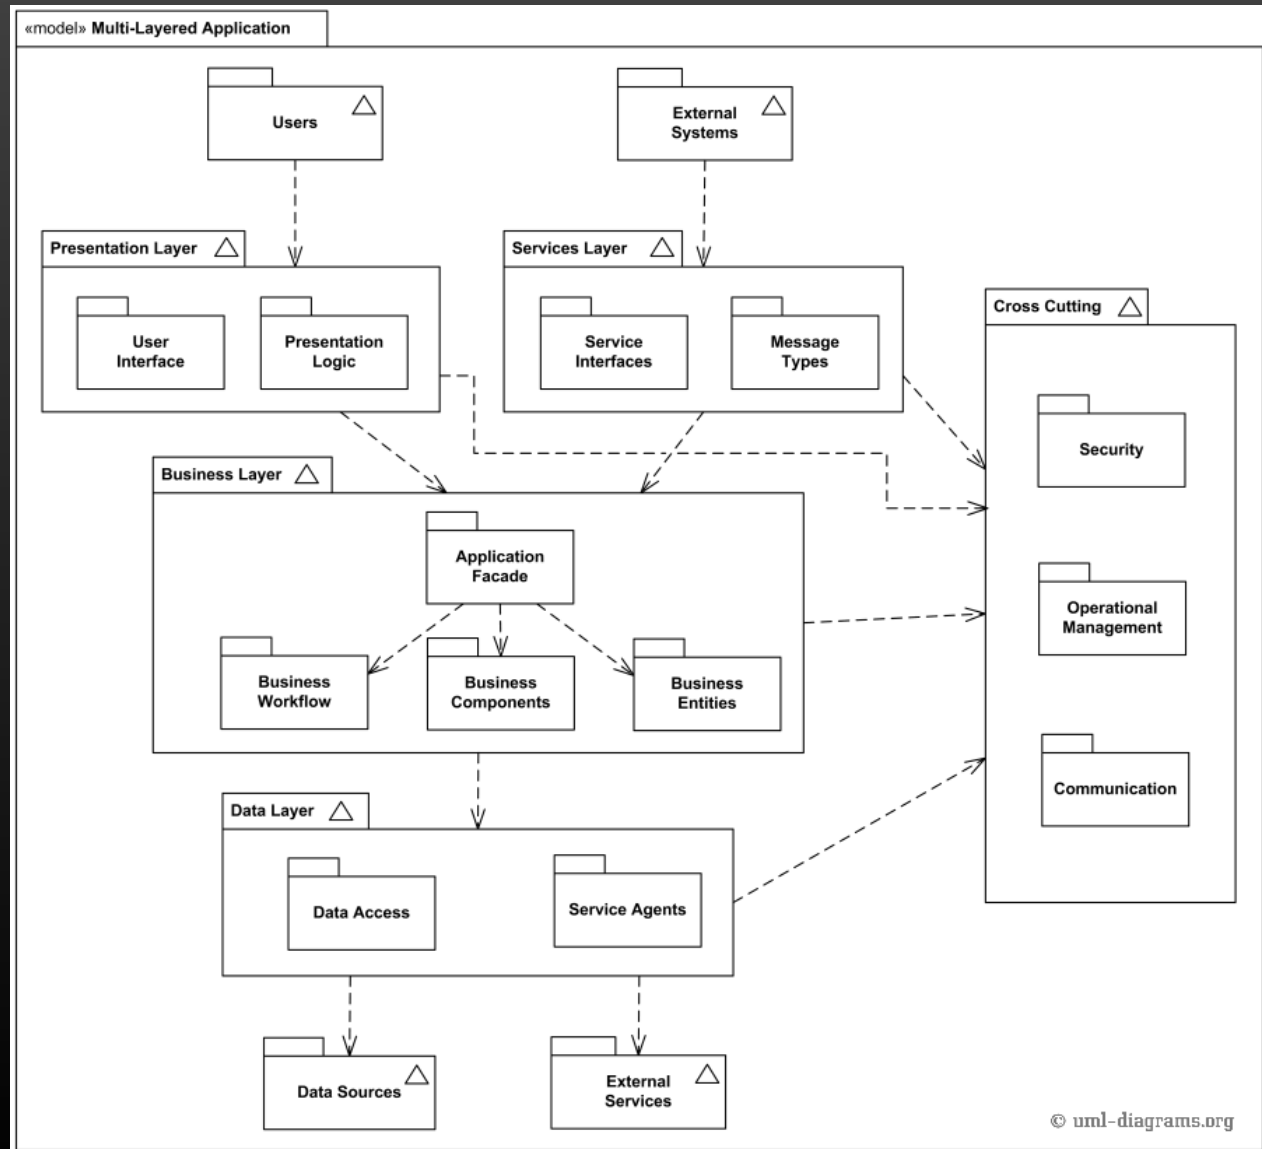 «model» Multi-Layered Application
Users
External
Systems
Presentation Layer
Services Layer
User
Interface
Presentation
Logic
Service
Interfaces
Message
Types
Cross Cutting
Security
Operational
Management
Communication
Business Layer
Application
Facade
Business
Workflow
Business
Components
Business
Entities
Data Layer
Data Access
Service Agents
Data Sources
External
Services
© uml-diagrams.org